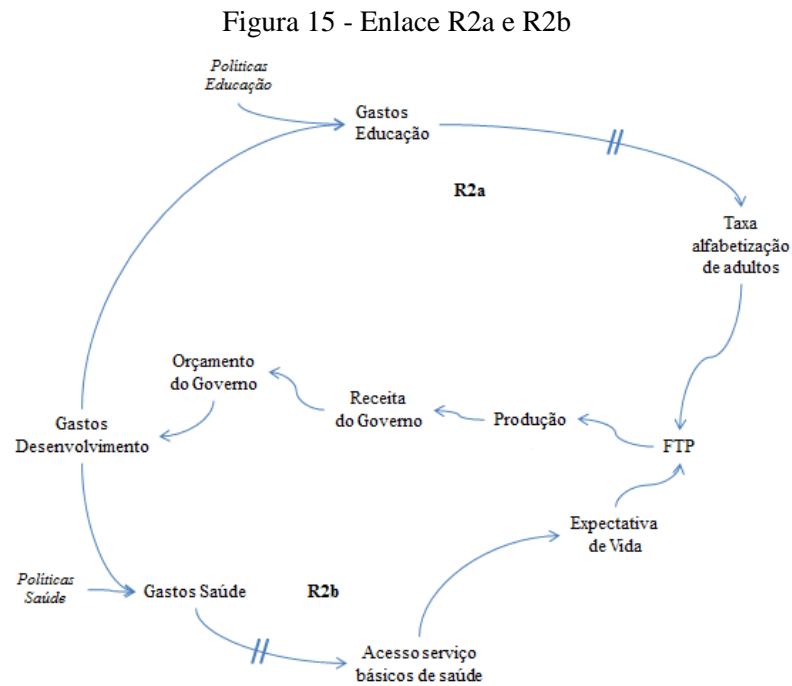 Figura 15 - Enlace R2a e R2b
Políticas
Educação
Gastos
Educação
R2a
Taxa
alfabetização
de adultos
Orçamento
do Governo
Receita
do Governo
Produção
FTP
Gastos
Desenvolvimento
Expectativa
de Vida
Políticas
Saúde
Gastos Saúde
R2b
Acesso serviço
básicos de saúde